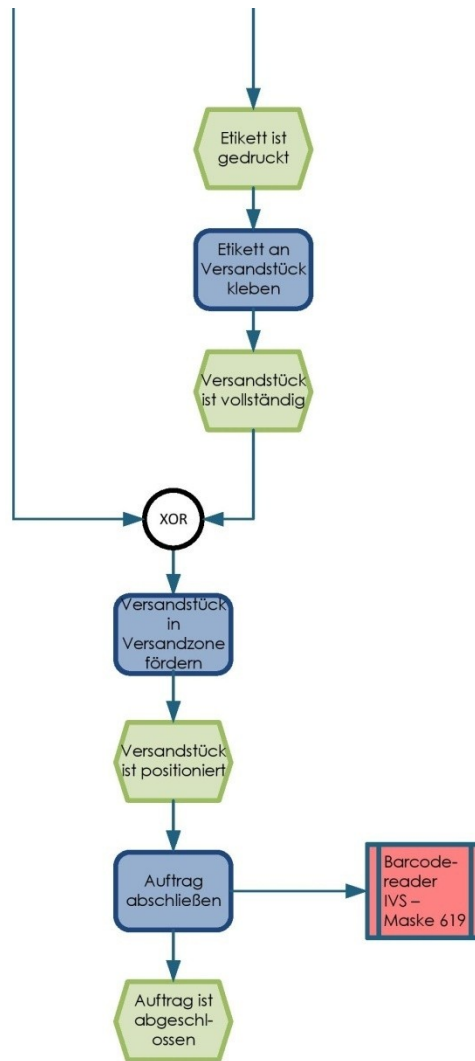 Etikett ist
gedruckt
Etikett an
Versandstück
kleben
Versandstück
ist vollständig
XOR
Versandstück
in
Versandzone
fördern
Versandstück
ist positioniert
Auftrag
abschließen
Barcode-
reader
IVS –
Maske 619
Auftrag ist
abgeschl-
ossen